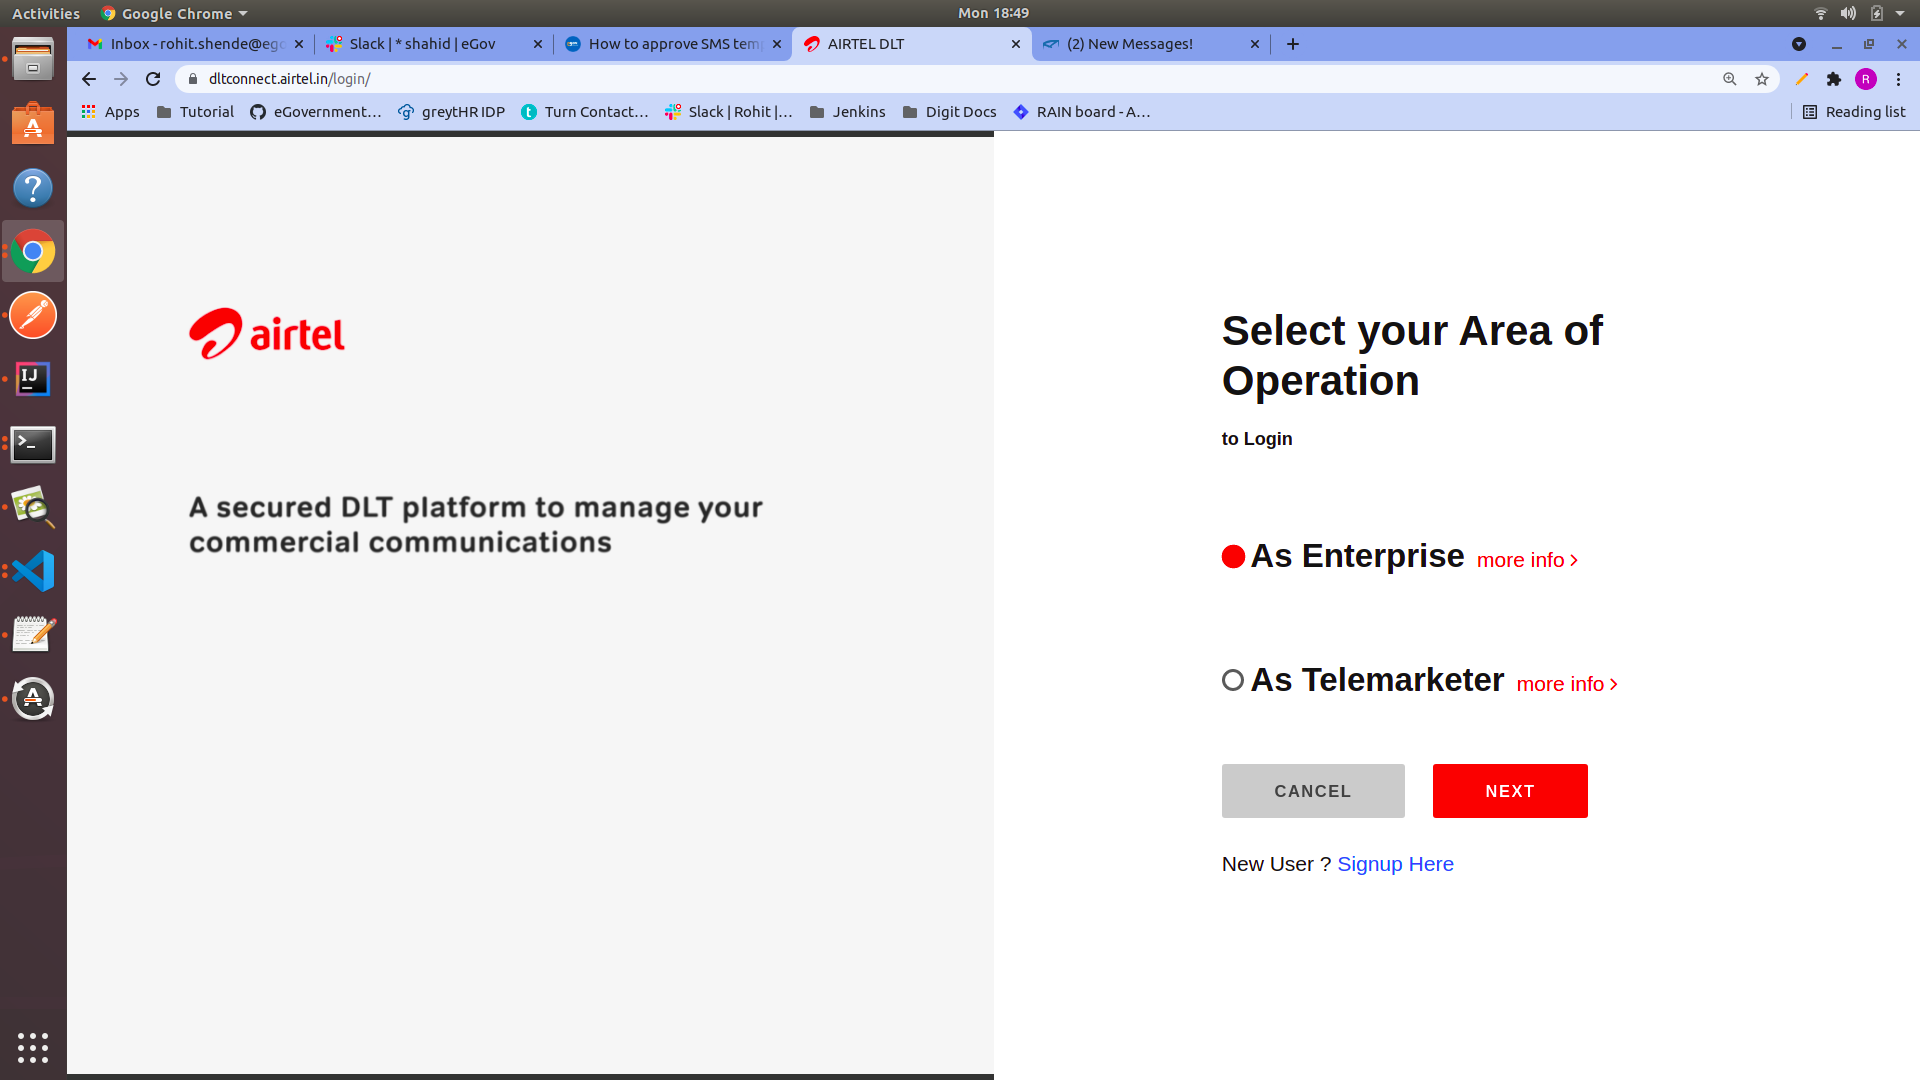 Activities Google Chrome Mon 18:49
Inbox - rohit.shende@ego Slack | * shahid | eGov How to approve SMS tem AIRTEL DLT (2) New Messages!
dltconnect.airtel.in/login/ R
Apps Tutorial eGovernment... greytHR IDP Turn Contact... Slack | Rohit |... Jenkins Digit Docs RAIN board - A... Reading list
airtel
A secured DLT platform to manage your
commercial communications
Select your Area of
Operation
to Login
As Enterprise more info >
As Telemarketer more info >
CANCEL NEXT
New User ? Signup Here